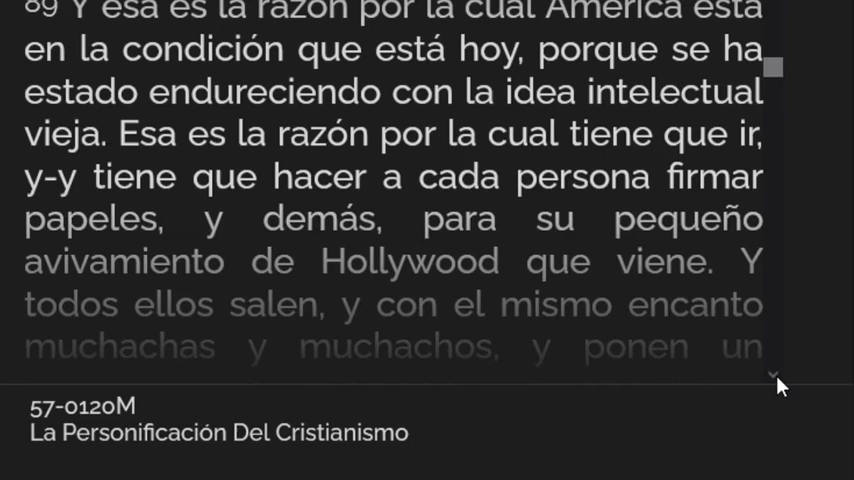 89 Y esa es la razón por la cual América está
en la condición que está hoy, porque se ha
estado endureciendo con la idea intelectual
vieja. Esa es la razón por la cual tiene que ir,
y-y tiene que hacer a cada persona firmar
papeles, y demás, para su pequeño
avivamiento de Hollywood que viene. Y
todos ellos salen, y con el mismo encanto
muchachas y muchachos, y ponen un
57-0120M
La Personificación Del Cristianismo